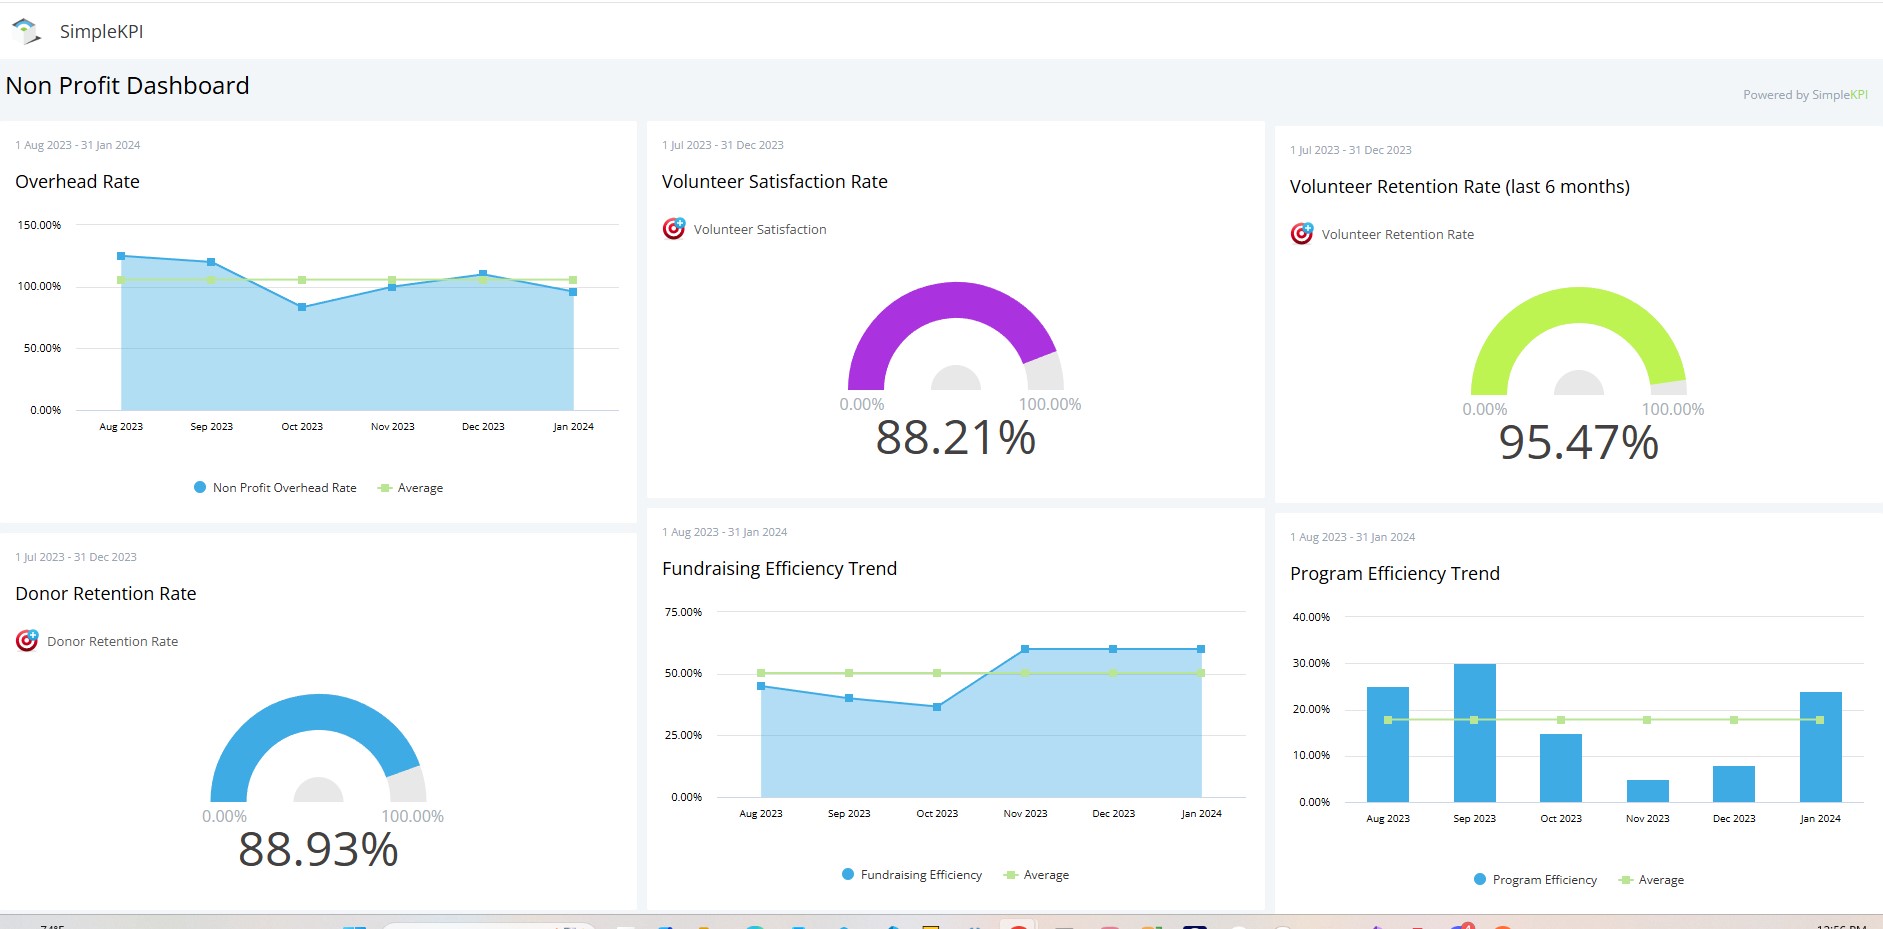 SimpleKPI
Non Profit Dashboard
Powered by SimpleKPI
1 Aug 2023 - 31 Jan 2024
Overhead Rate
150.00%
100.00%
50.00%
0.00%
Aug 2023 Sep 2023 Oct 2023 Nov 2023 Dec 2023 Jan 2024
Non Profit Overhead Rate Average
1 Jul 2023 - 31 Dec 2023
Volunteer Satisfaction Rate
Volunteer Satisfaction
0.00% 100.00%
88.21%
1 Jul 2023 - 31 Dec 2023
Volunteer Retention Rate (last 6 months)
Volunteer Retention Rate
0.00% 100.00%
95.47%
1 Jul 2023 - 31 Dec 2023
Donor Retention Rate
Donor Retention Rate
0.00% 100.00%
88.93%
1 Aug 2023 - 31 Jan 2024
Fundraising Efficiency Trend
75.00%
50.00%
25.00%
0.00%
Aug 2023 Sep 2023 Oct 2023 Nov 2023 Dec 2023 Jan 2024
Fundraising Efficiency Average
1 Aug 2023 - 31 Jan 2024
Program Efficiency Trend
40.00%
30.00%
20.00%
10.00%
0.00%
Aug 2023 Sep 2023 Oct 2023 Nov 2023 Dec 2023 Jan 2024
Program Efficiency Average